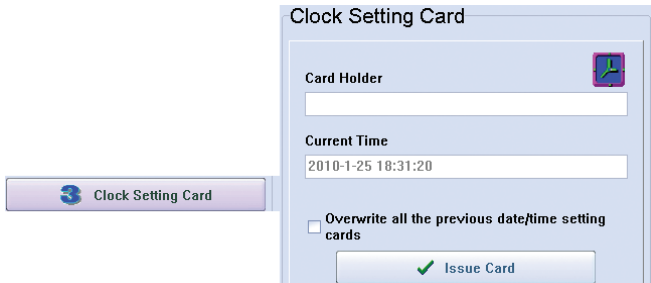 Clock Setting Card
Card Holder
Current Time
2010-1-25 18:31:20
3 Clock Setting Card
Overwrite all the previous date/time setting
cards
Issue Card